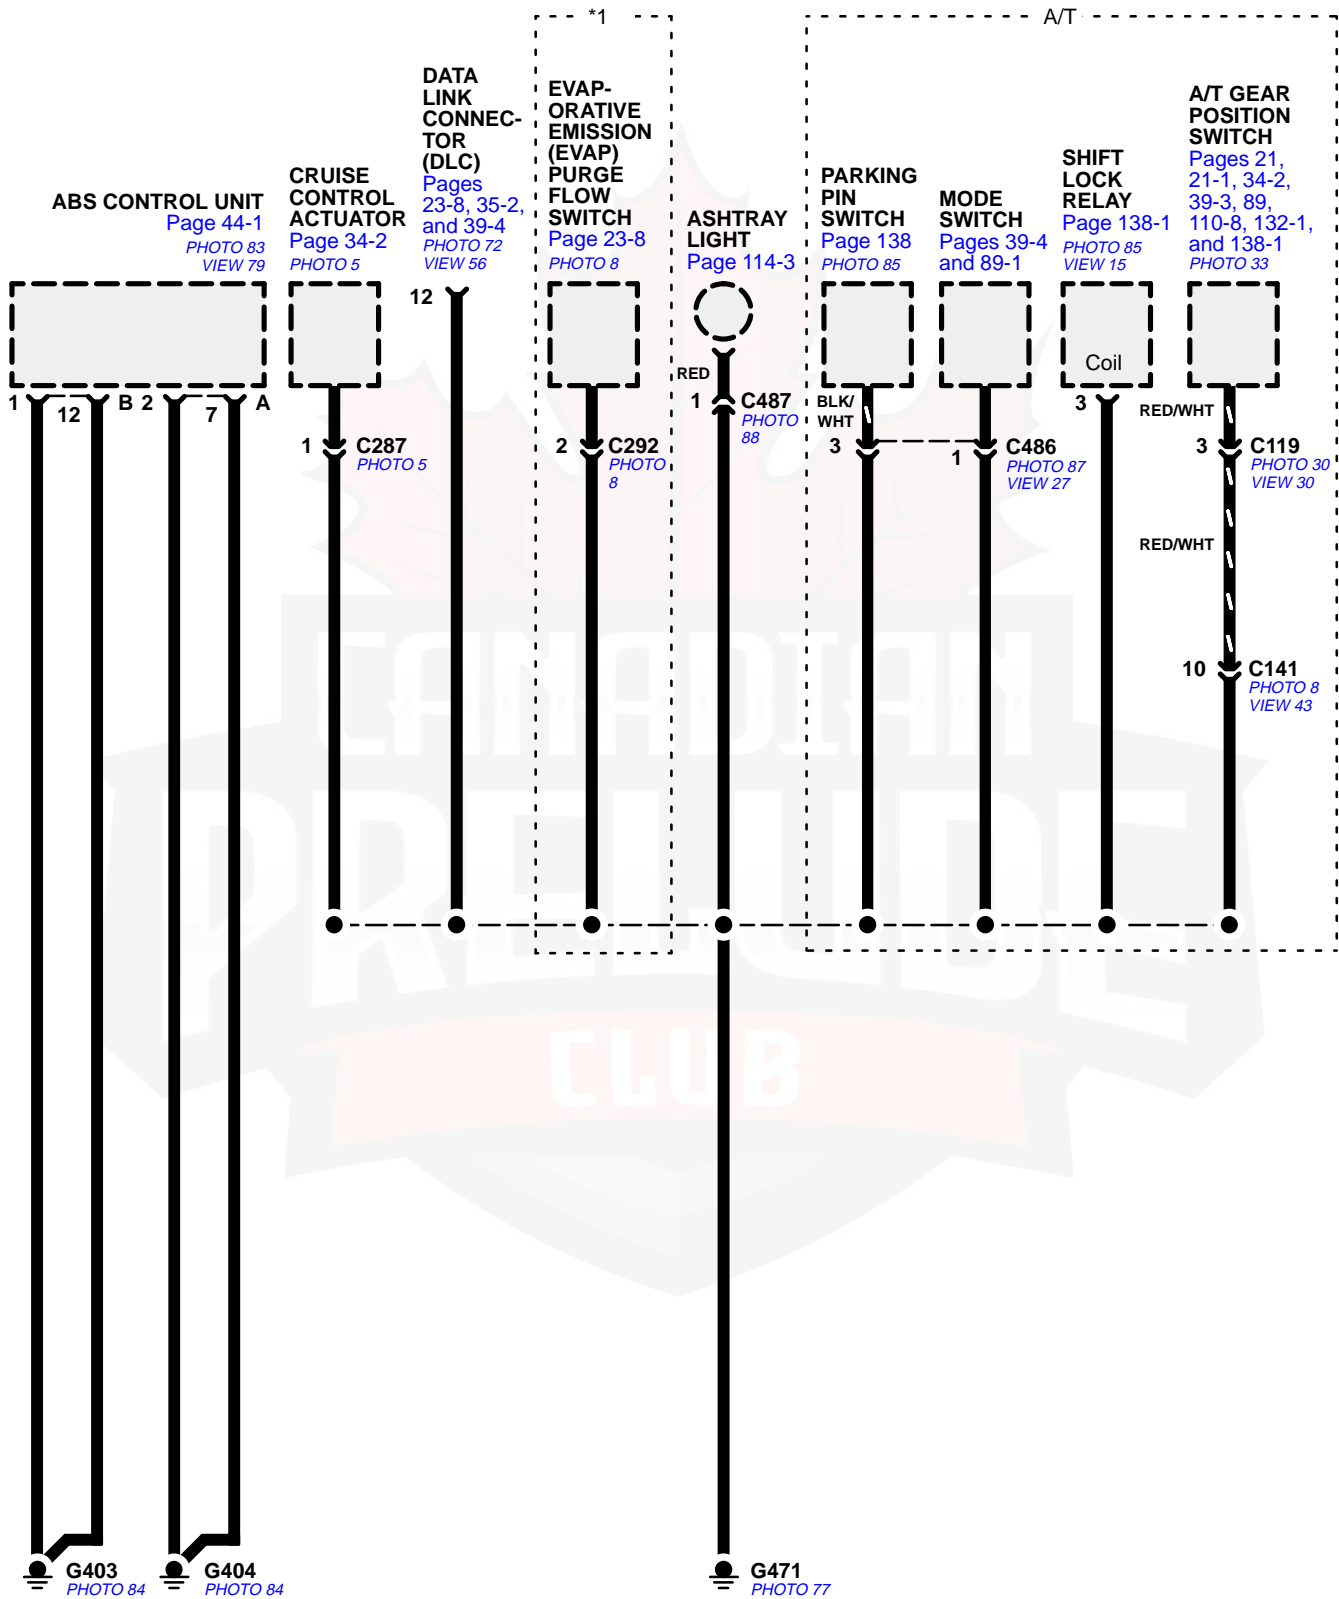 *1
A/T
ABS CONTROL UNIT
Page 44-1
PHOTO 83
VIEW 79
CRUISE
CONTROL
ACTUATOR
Page 34-2
PHOTO 5
DATA
LINK
CONNEC-
TOR
(DLC)
Pages
23-8, 35-2,
and 39-4
PHOTO 72
VIEW 56
EVAP-
ORATIVE
EMISSION
(EVAP)
PURGE
FLOW
SWITCH
Page 23-8
PHOTO 8
ASHTRAY
LIGHT
Page 114-3
PARKING
PIN
SWITCH
Page 138
PHOTO 85
MODE
SWITCH
Pages 39-4
and 89-1
SHIFT
LOCK
RELAY
Page 138-1
PHOTO 85
VIEW 15
A/T GEAR
POSITION
SWITCH
Pages 21,
21-1, 34-2,
39-3, 89,
110-8, 132-1,
and 138-1
PHOTO 33
12
Coil
1
12
B
2
7
A
RED
1
C487
PHOTO
88
BLK/
WHT
3
RED/WHT
1
C287
PHOTO 5
2
C292
PHOTO
8
3
1
C486
PHOTO 87
VIEW 27
3
C119
PHOTO 30
VIEW 30
RED/WHT
10
C141
PHOTO 8
VIEW 43
CANADIAN
PRELUDE
CLUB
G403
PHOTO 84
G404
PHOTO 84
G471
PHOTO 77